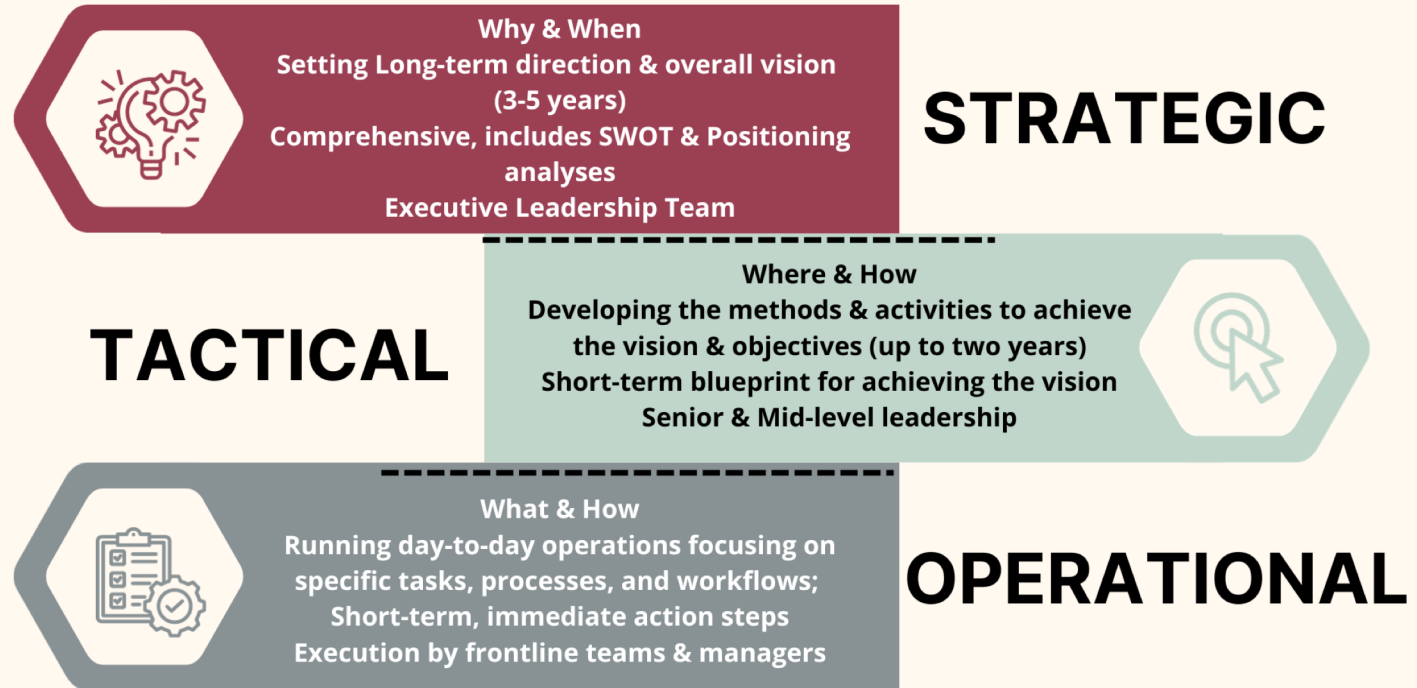 Why & When
Setting Long-term direction & overall vision
(3-5 years)
Comprehensive, includes SWOT & Positioning
analyses
Executive Leadership Team
STRATEGIC
TACTICAL
Where & How
Developing the methods & activities to achieve
the vision & objectives (up to two years)
Short-term blueprint for achieving the vision
Senior & Mid-level leadership
What & How
Running day-to-day operations focusing on
specific tasks, processes, and workflows;
Short-term, immediate action steps
Execution by frontline teams & managers
OPERATIONAL